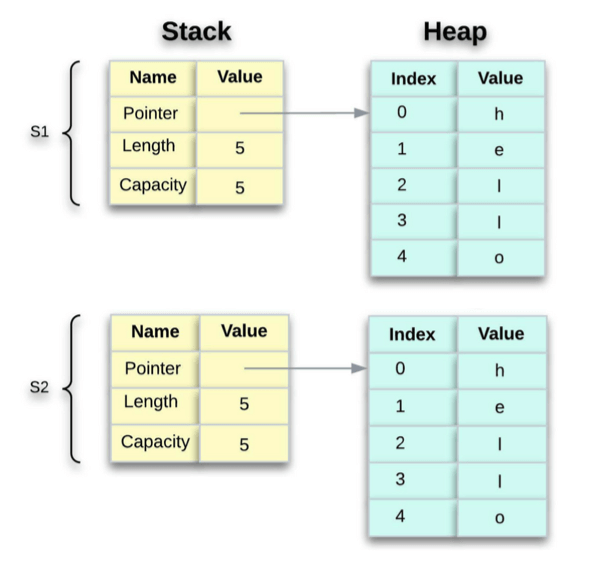 Stack Heap
Name Value Index Value
Pointer 0 h
S1 Length 5 1 e
Capacity 5 2 l
3 l
4 o
Name Value Index Value
Pointer 0 h
S2 Length 5 1 e
Capacity 5 2 l
3 l
4 o